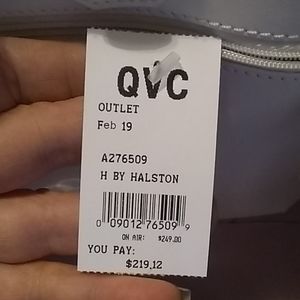 QVC
OUTLET
Feb 19
A276509
H BY HALSTON
0 09012 76509 9
ON AIR: $249.00
YOU PAY:
$219.12